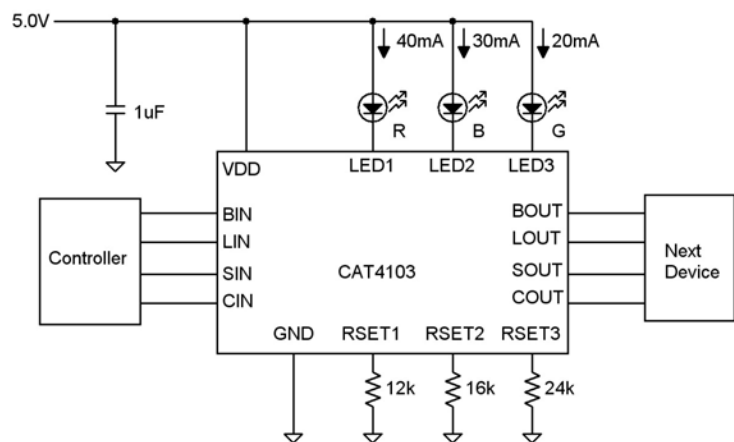 5.0V
40mA
30mA
20mA
1uF
R
B
G
VDD
LED1
LED2
LED3
Controller
BIN
LIN
SIN
CIN
CAT4103
BOUT
LOUT
SOUT
COUT
Next
Device
GND
RSET1
RSET2
RSET3
12k
16k
24k